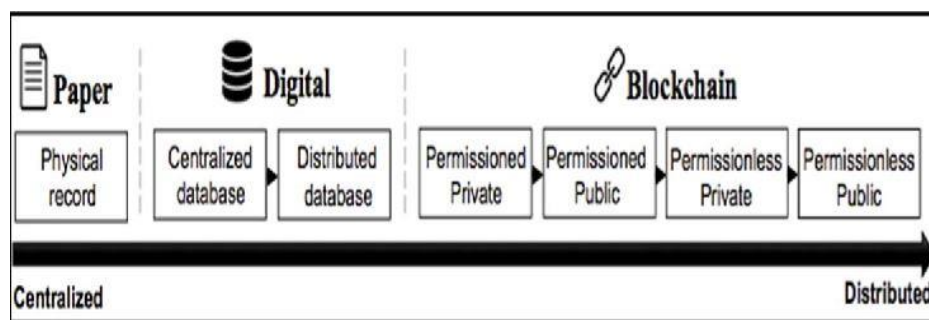 Paper
Digital
Blockchain
Physical
record
Centralized
database
Distributed
database
Permissioned
Private
Permissioned
Public
Permissionless
Private
Permissionless
Public
Centralized
Distributed